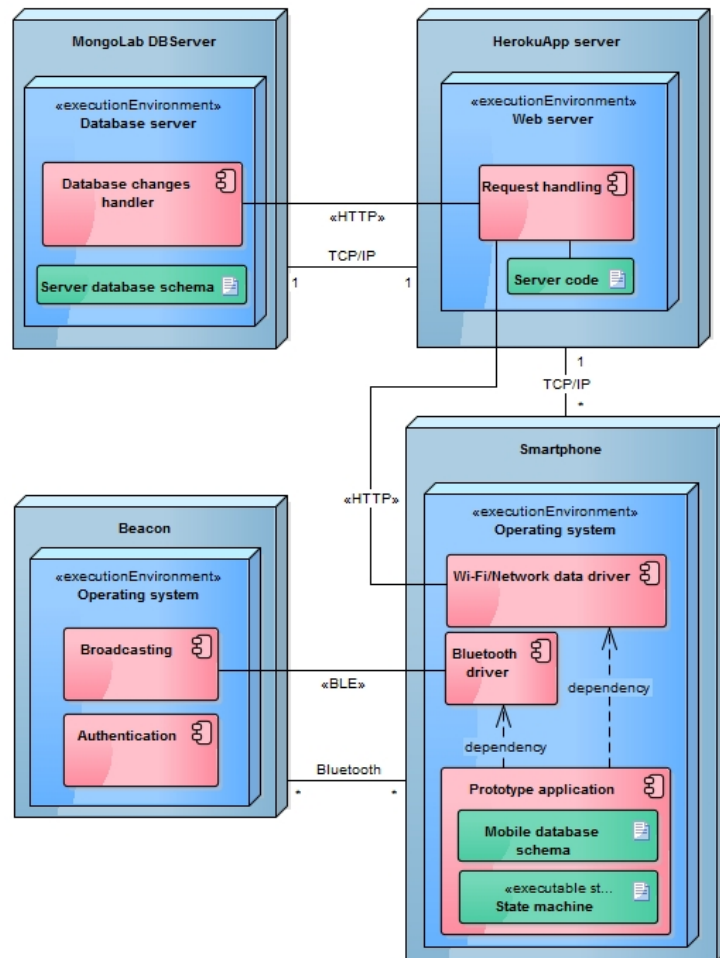 MongoLab DBServer
«executionEnvironment»
Database server
Database changes
handler
Server database schema
HerokuApp server
«executionEnvironment»
Web server
Request handling
Server code
«HTTP»
TCP/IP
1
1
1
TCP/IP
*
«HTTP»
Smartphone
«executionEnvironment»
Operating system
Wi-Fi/Network data driver
Bluetooth
driver
dependency
dependency
Prototype application
Mobile database
schema
«executable st...
State machine
Beacon
«executionEnvironment»
Operating system
Broadcasting
Authentication
«BLE»
Bluetooth
*
*